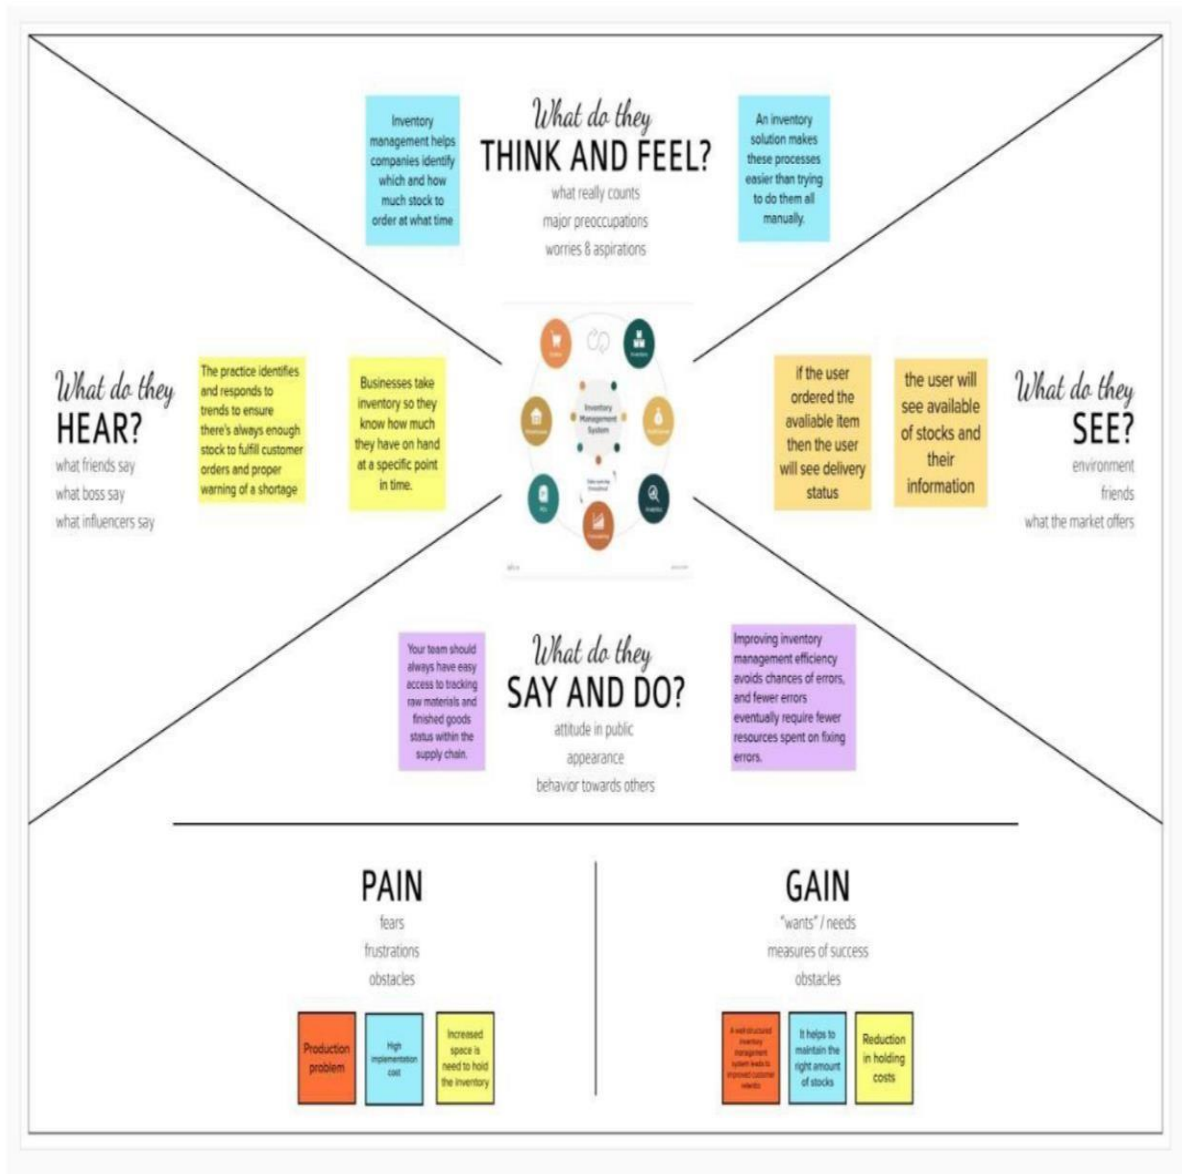 What do they
THINK AND FEEL?
what really counts
major preoccupations
worries & aspirations
Inventory
management helps
companies identify
which and how
much stock to
order at what time
An inventory
solution makes
these processes
easier than trying
to do them all
manually.
What do they
HEAR?
what friends say
what boss say
what influencers say
The practice identifies
and responds to
trends to ensure
there's always enough
stock to fulfill customer
orders and proper
warning of a shortage
Businesses take
inventory so they
know how much
they have on hand
at a specific point
in time.
Inventory
Management
System
if the user
ordered the
avaliable item
then the user
will see delivery
status
the user will
see available
of stocks and
their
information
What do they
SEE?
environment
friends
what the market offers
Your team should
always have easy
access to tracking
raw materials and
finished goods
status within the
supply chain.
What do they
SAY AND DO?
attitude in public
appearance
behavior towards others
Improving inventory
management efficiency
avoids chances of errors,
and fewer errors
eventually require fewer
resources spent on fixing
errors.
PAIN
fears
frustrations
obstacles
Production
problem
High
implementation
cost
Increased
space is
need to hold
the inventory
GAIN
"wants" / needs
measures of success
obstacles
A well-structured
inventory
management
system leads to
improved customer
It helps to
maintain the
right amount
of stocks
Reduction
in holding
costs